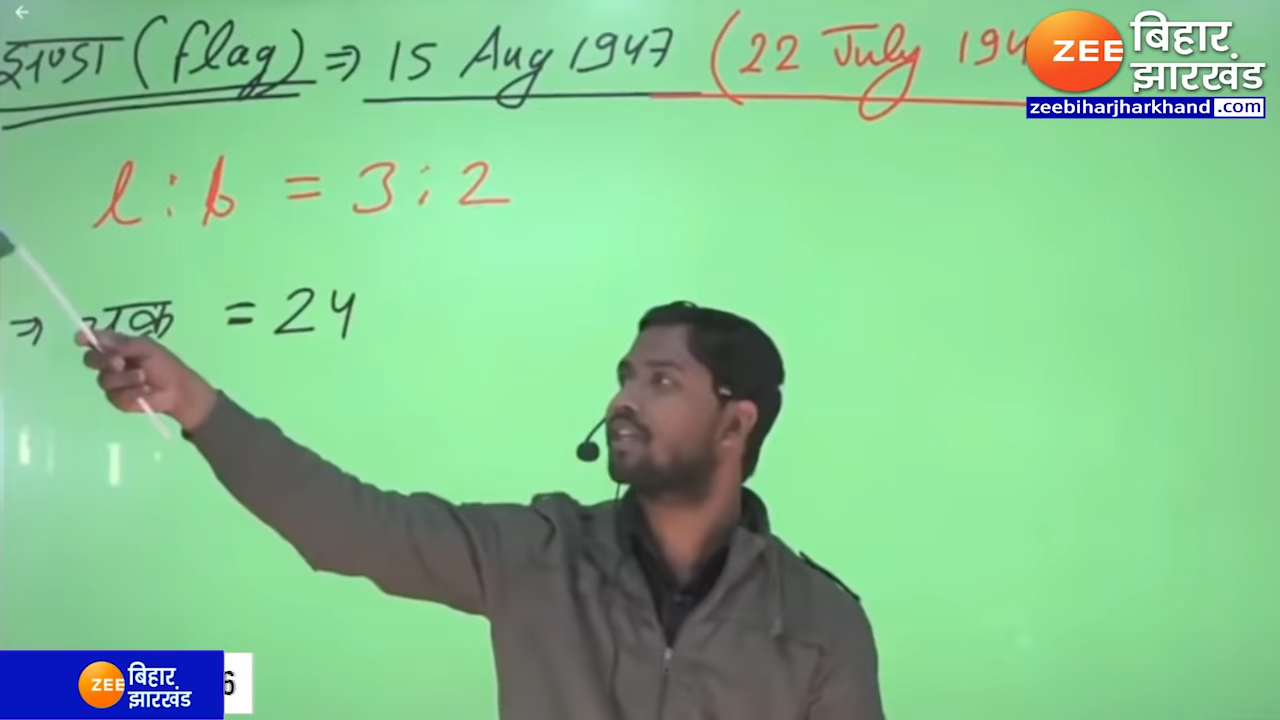 झण्डा (flag) ⇒ 15 Aug 1947 (22 July 194
l : b = 3 : 2
⇒ चक्र = 24
ZEE बिहार झारखंड
zeebiharjharkhand.com
ZEE बिहार झारखंड
6